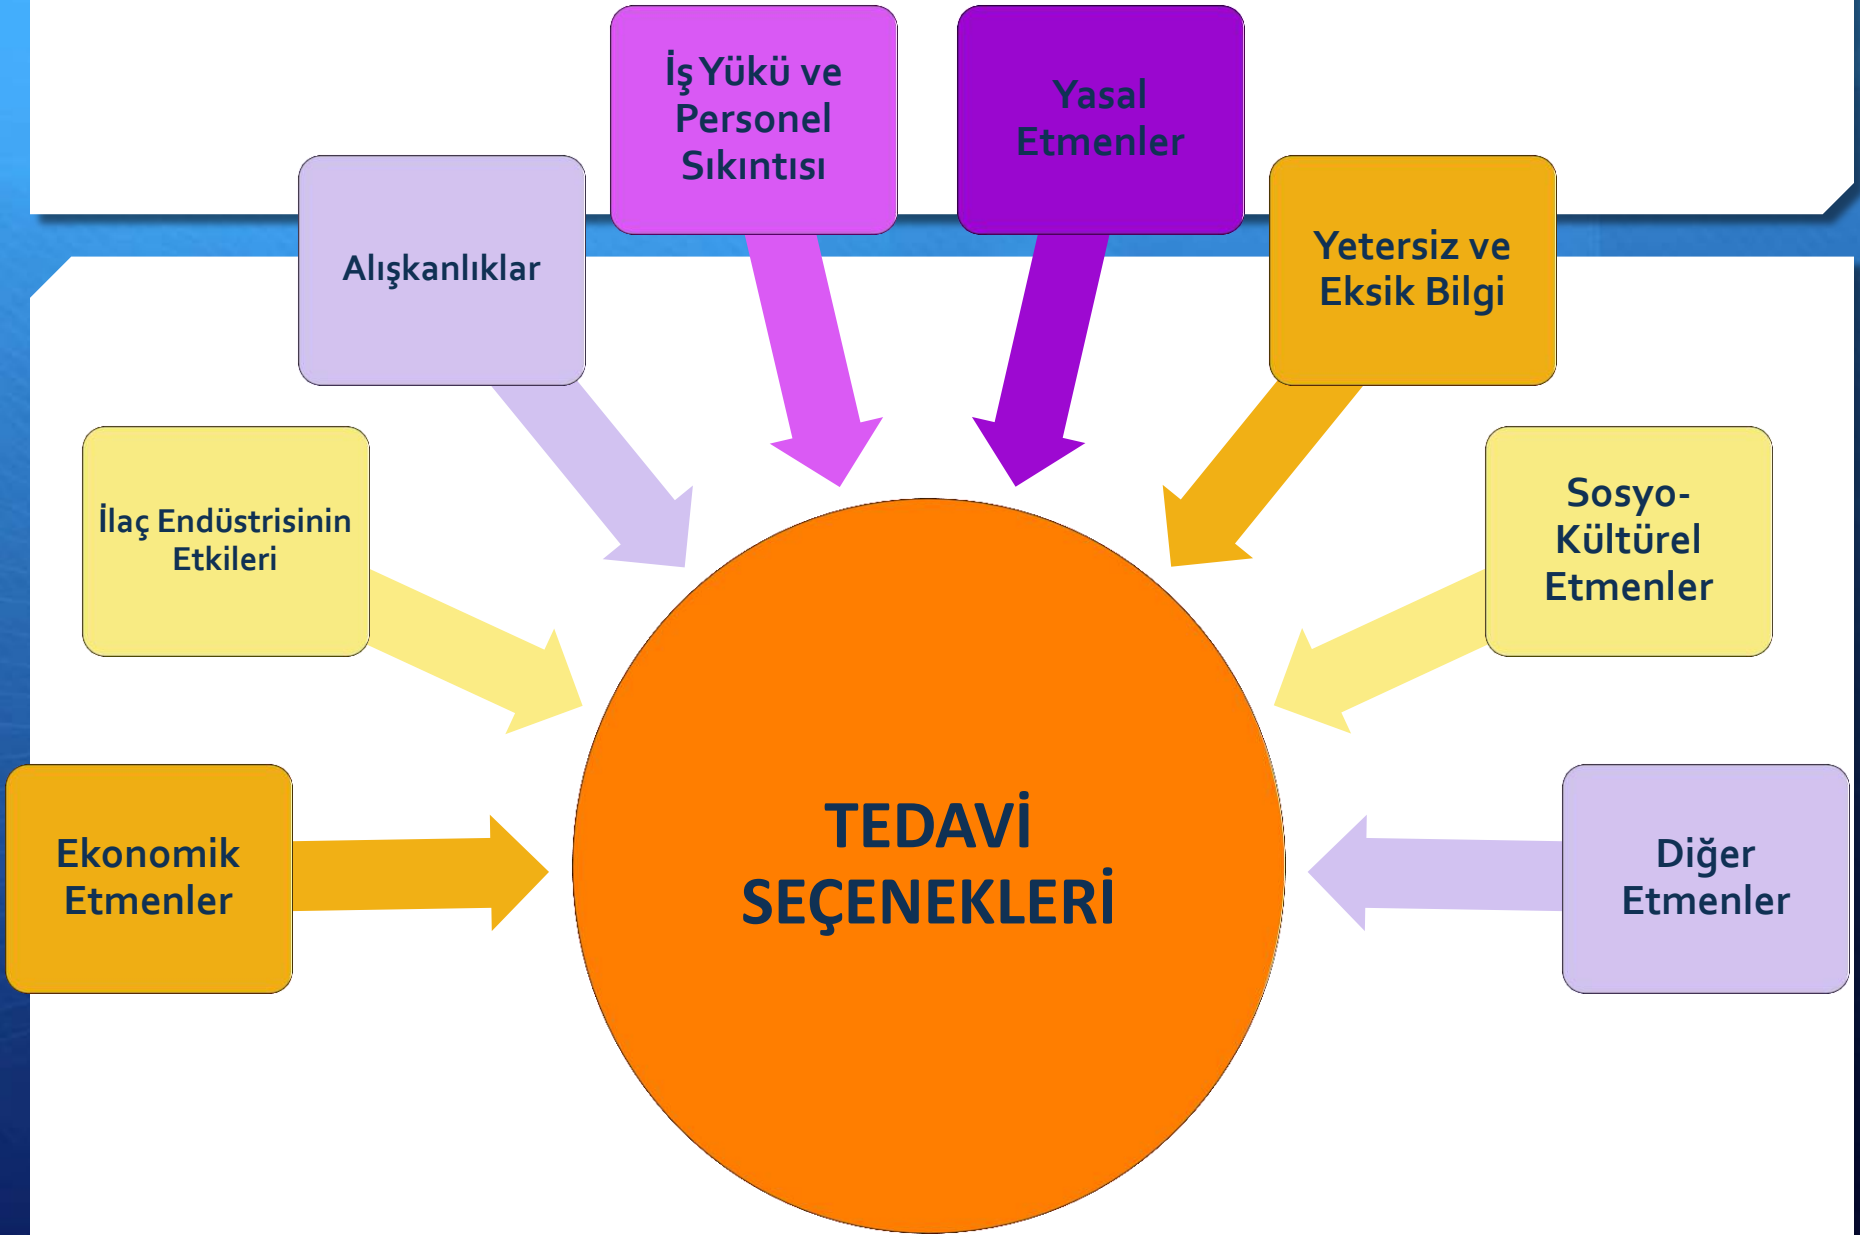 İş Yükü ve
Personel
Sıkıntısı
Yasal
Etmenler
Alışkanlıklar
Yetersiz ve
Eksik Bilgi
İlaç Endüstrisinin
Etkileri
Sosyo-
Kültürel
Etmenler
Ekonomik
Etmenler
TEDAVİ
SEÇENEKLERİ
Diğer
Etmenler